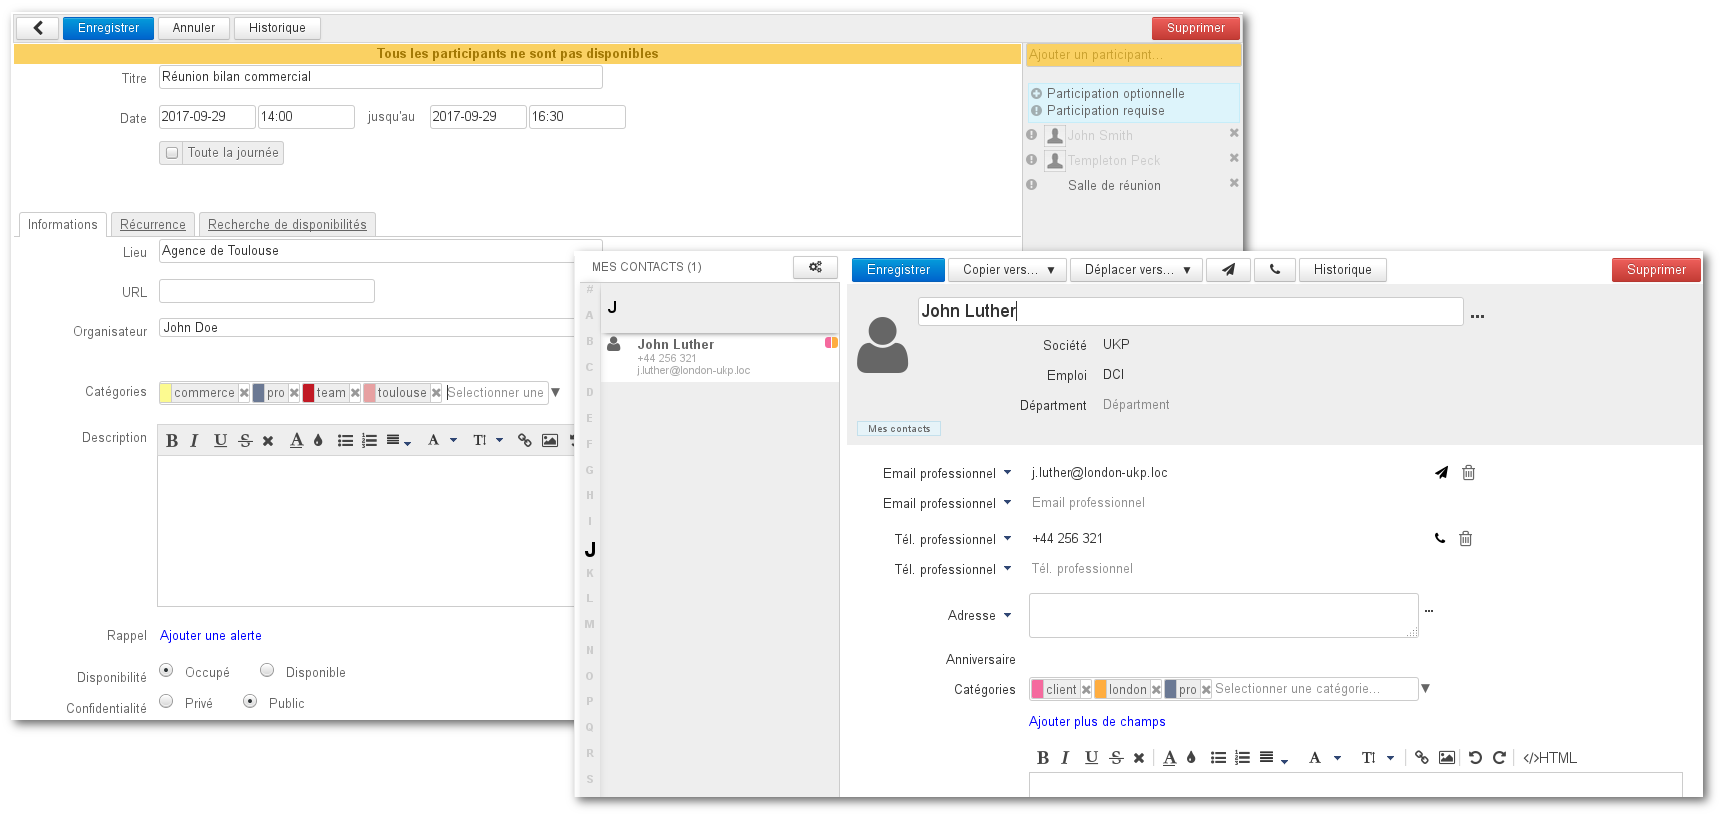 Enregistrer Annuler Historique Supprimer
Tous les participants ne sont pas disponibles
Ajouter un participant...
Titre Réunion bilan commercial
Date 2017-09-29 14:00 jusqu'au 2017-09-29 16:30
Toute la journée
Participation optionnelle
Participation requise
John Smith
Templeton Peck
Salle de réunion
Informations Récurrence Recherche de disponibilités
Lieu Agence de Toulouse
URL
Organisateur John Doe
Catégories commerce pro team toulouse Selectionner une
Description
B I U S A A T
Rappel Ajouter une alerte
Disponibilité Occupé Disponible
Confidentialité Privé Public
MES CONTACTS (1)
#
A
B
C
D
E
F
G
H
I
J
K
L
M
N
O
P
Q
R
S
J
John Luther
+44 256 321
j.luther@london-ukp.loc
Enregistrer Copier vers... Déplacer vers... Historique Supprimer
John Luther ...
Société UKP
Emploi DCI
Département Département
Mes contacts
Email professionnel j.luther@london-ukp.loc
Email professionnel Email professionnel
Tél. professionnel +44 256 321
Tél. professionnel Tél. professionnel
Adresse ...
Anniversaire
Catégories client london pro Selectionner une catégorie...
Ajouter plus de champs
B I U S A A T </>HTML